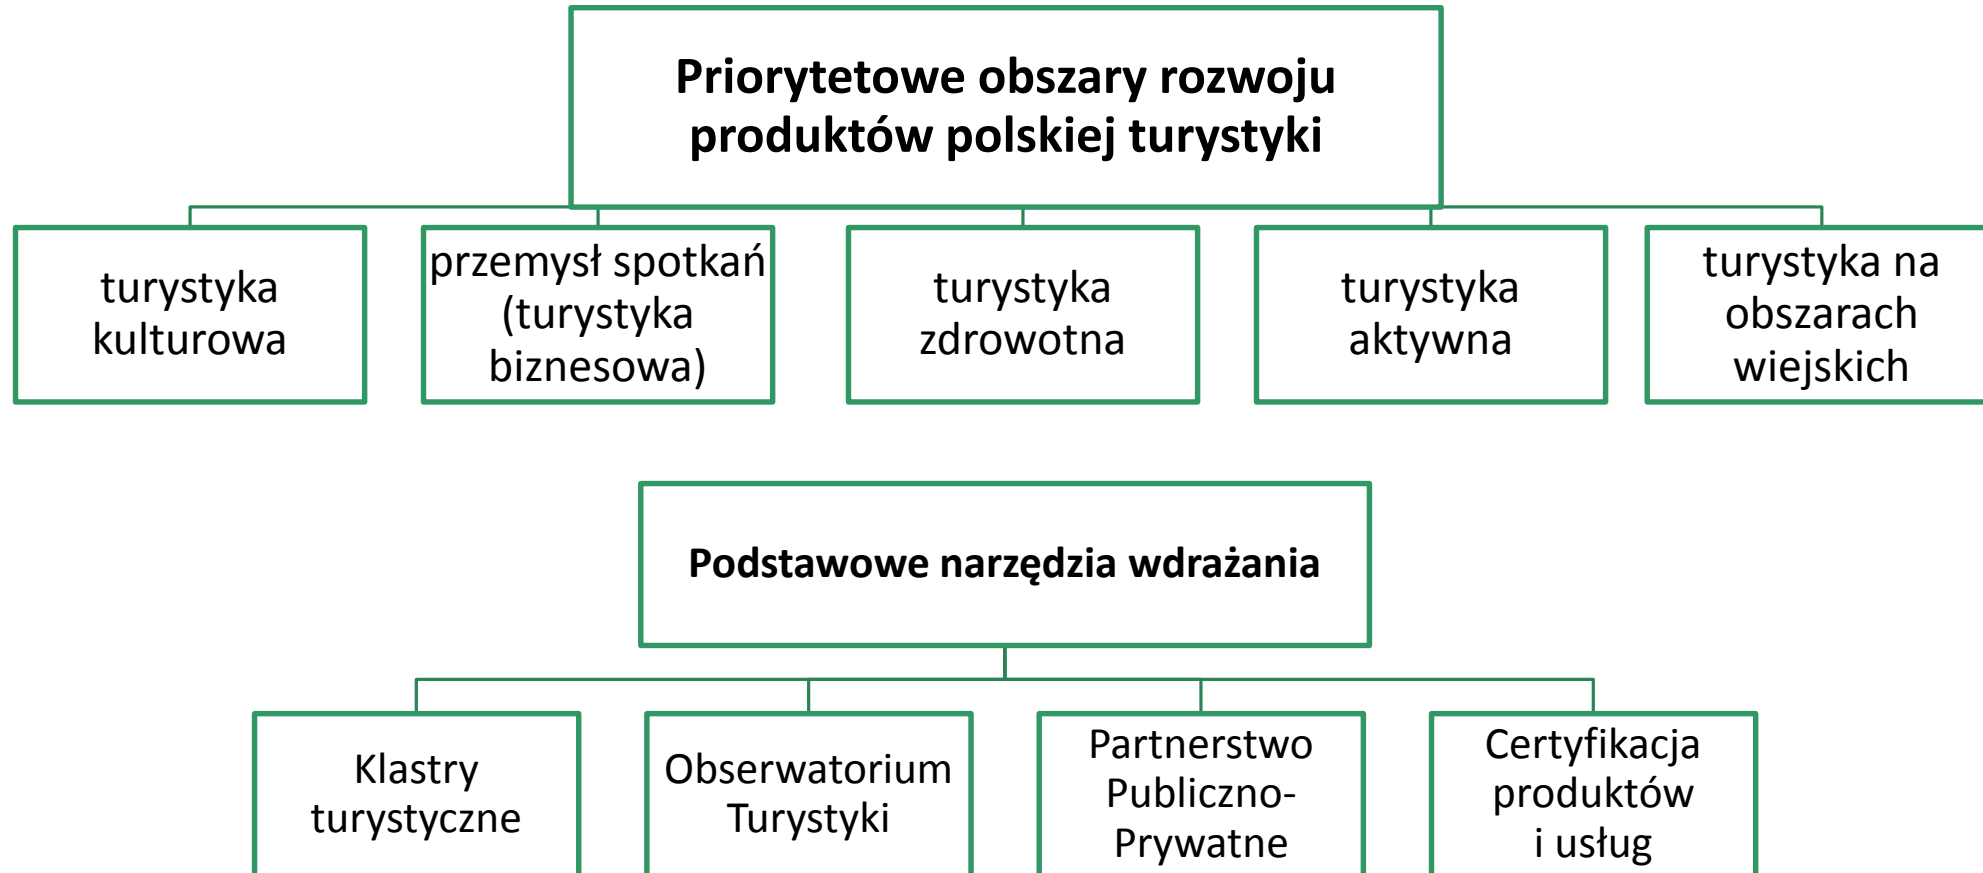 Priorytetowe obszary rozwoju
produktów polskiej turystyki
turystyka
kulturowa
przemysł spotkań
(turystyka
biznesowa)
turystyka
zdrowotna
turystyka
aktywna
turystyka na
obszarach
wiejskich
Podstawowe narzędzia wdrażania
Klastry
turystyczne
Obserwatorium
Turystyki
Partnerstwo
Publiczno-
Prywatne
Certyfikacja
produktów
i usług